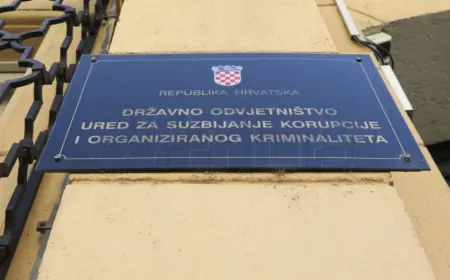 REPUBLIKA HRVATSKA
DRŽAVNO ODVJETNIŠTVO
URED ZA SUZBIJANJE KORUPCIJE
I ORGANIZIRANOG KRIMINALITETA